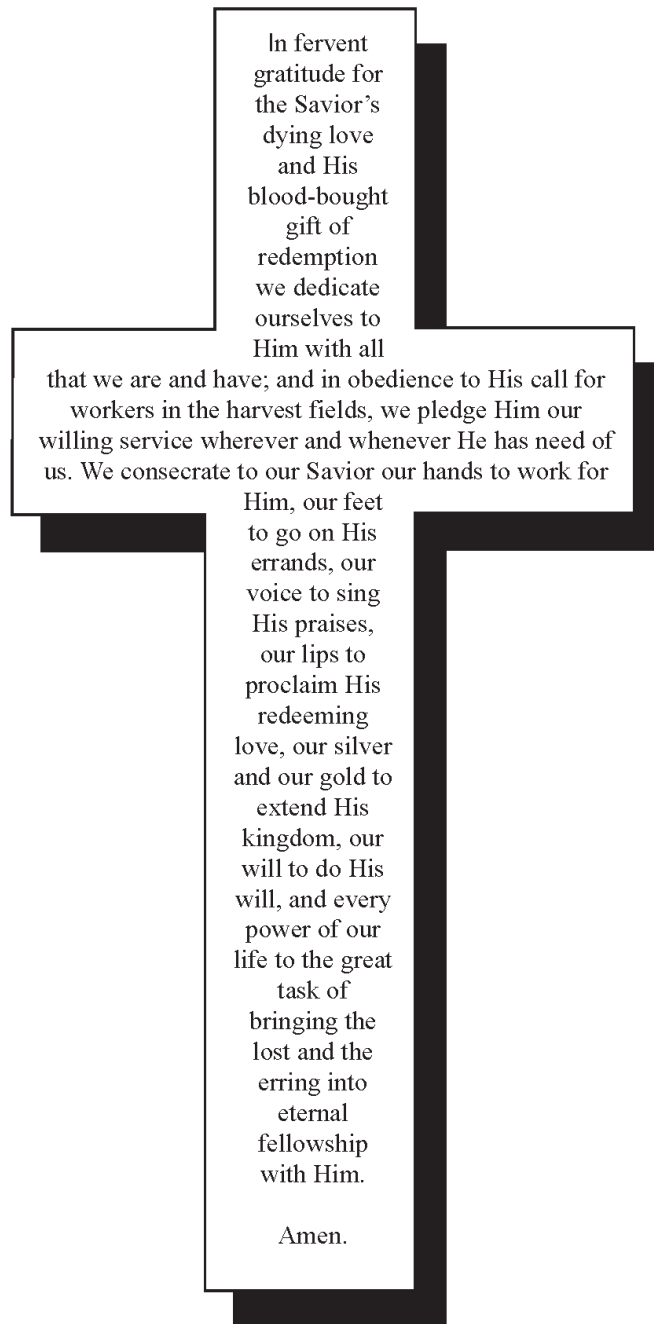 In fervent
gratitude for
the Savior’s
dying love
and His
blood-bought
gift of
redemption
we dedicate
ourselves to
Him with all
that we are and have; and in obedience to His call for
workers in the harvest fields, we pledge Him our
willing service wherever and whenever He has need of
us. We consecrate to our Savior our hands to work for
Him, our feet
to go on His
errands, our
voice to sing
His praises,
our lips to
proclaim His
redeeming
love, our silver
and our gold to
extend His
kingdom, our
will to do His
will, and every
power of our
life to the great
task of
bringing the
lost and the
erring into
eternal
fellowship
with Him.
Amen.